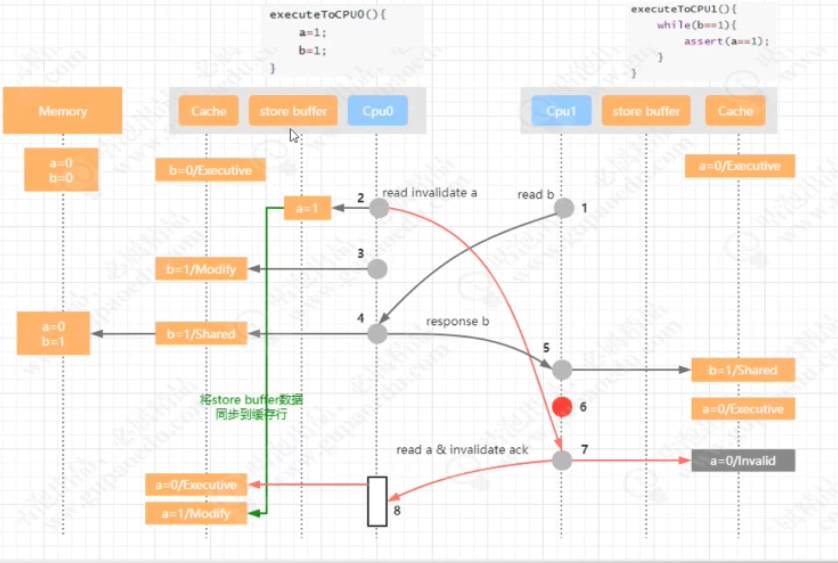 executeToCPU0(){
a=1;
b=1;
}
executeToCPU1(){
while(b==1){
assert(a==1);
}
}
Memory
Cache
store buffer
Cpu0
Cpu1
store buffer
Cache
a=0
b=0
b=0/Executive
a=0/Executive
a=1
2
read invalidate a
read b
1
b=1/Modify
3
a=0
b=1
b=1/Shared
4
response b
5
b=1/Shared
将store buffer数据
同步到缓存行
6
a=0/Executive
read a & invalidate ack
7
a=0/Invalid
a=0/Executive
a=1/Modify
8